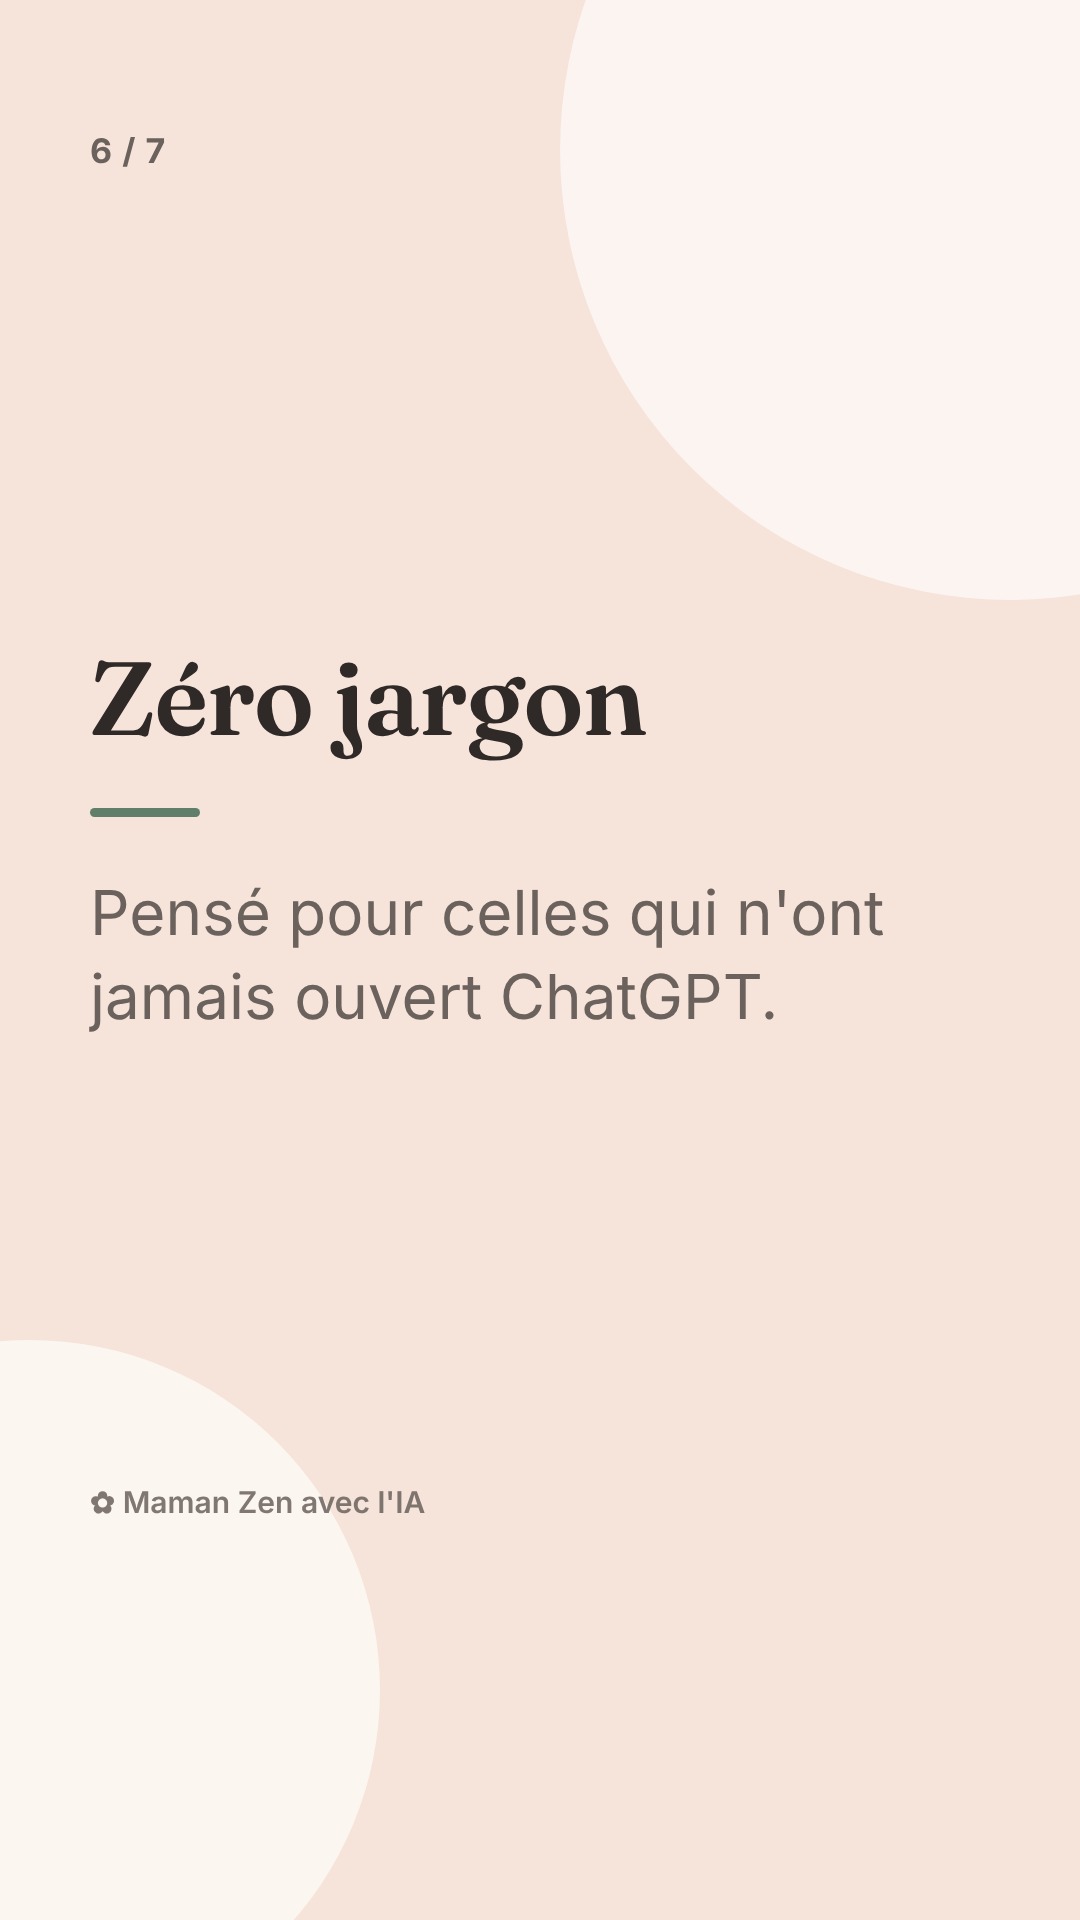 6 / 7
Zéro jargon
Pensé pour celles qui n'ont
jamais ouvert ChatGPT.
✿ Maman Zen avec l'IA